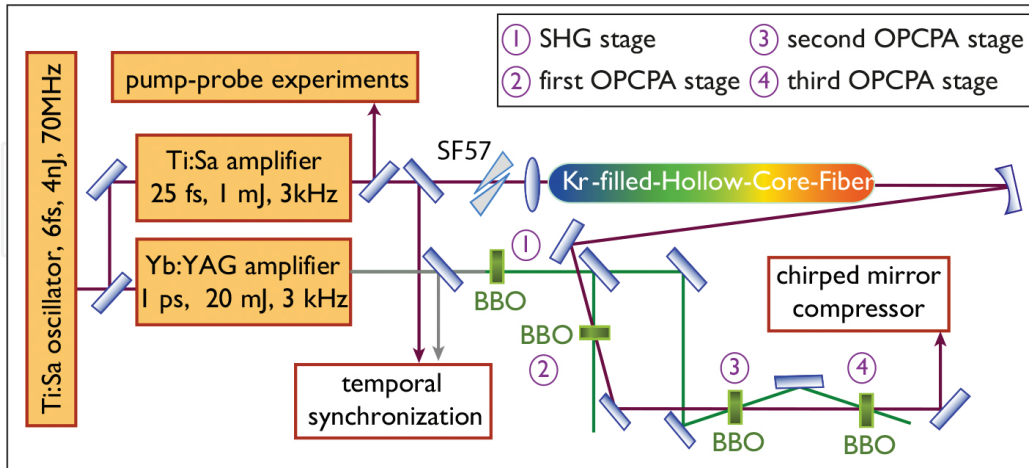 Ti:Sa oscillator, 6fs, 4nJ, 70MHz
pump-probe experiments
Ti:Sa amplifier
25 fs, 1 mJ, 3kHz
Yb:YAG amplifier
1 ps, 20 mJ, 3 kHz
temporal
synchronization
SF57
Kr-filled-Hollow-Core-Fiber
1 SHG stage
2 first OPCPA stage
3 second OPCPA stage
4 third OPCPA stage
1
BBO
BBO
2
3
BBO
4
BBO
chirped mirror
compressor